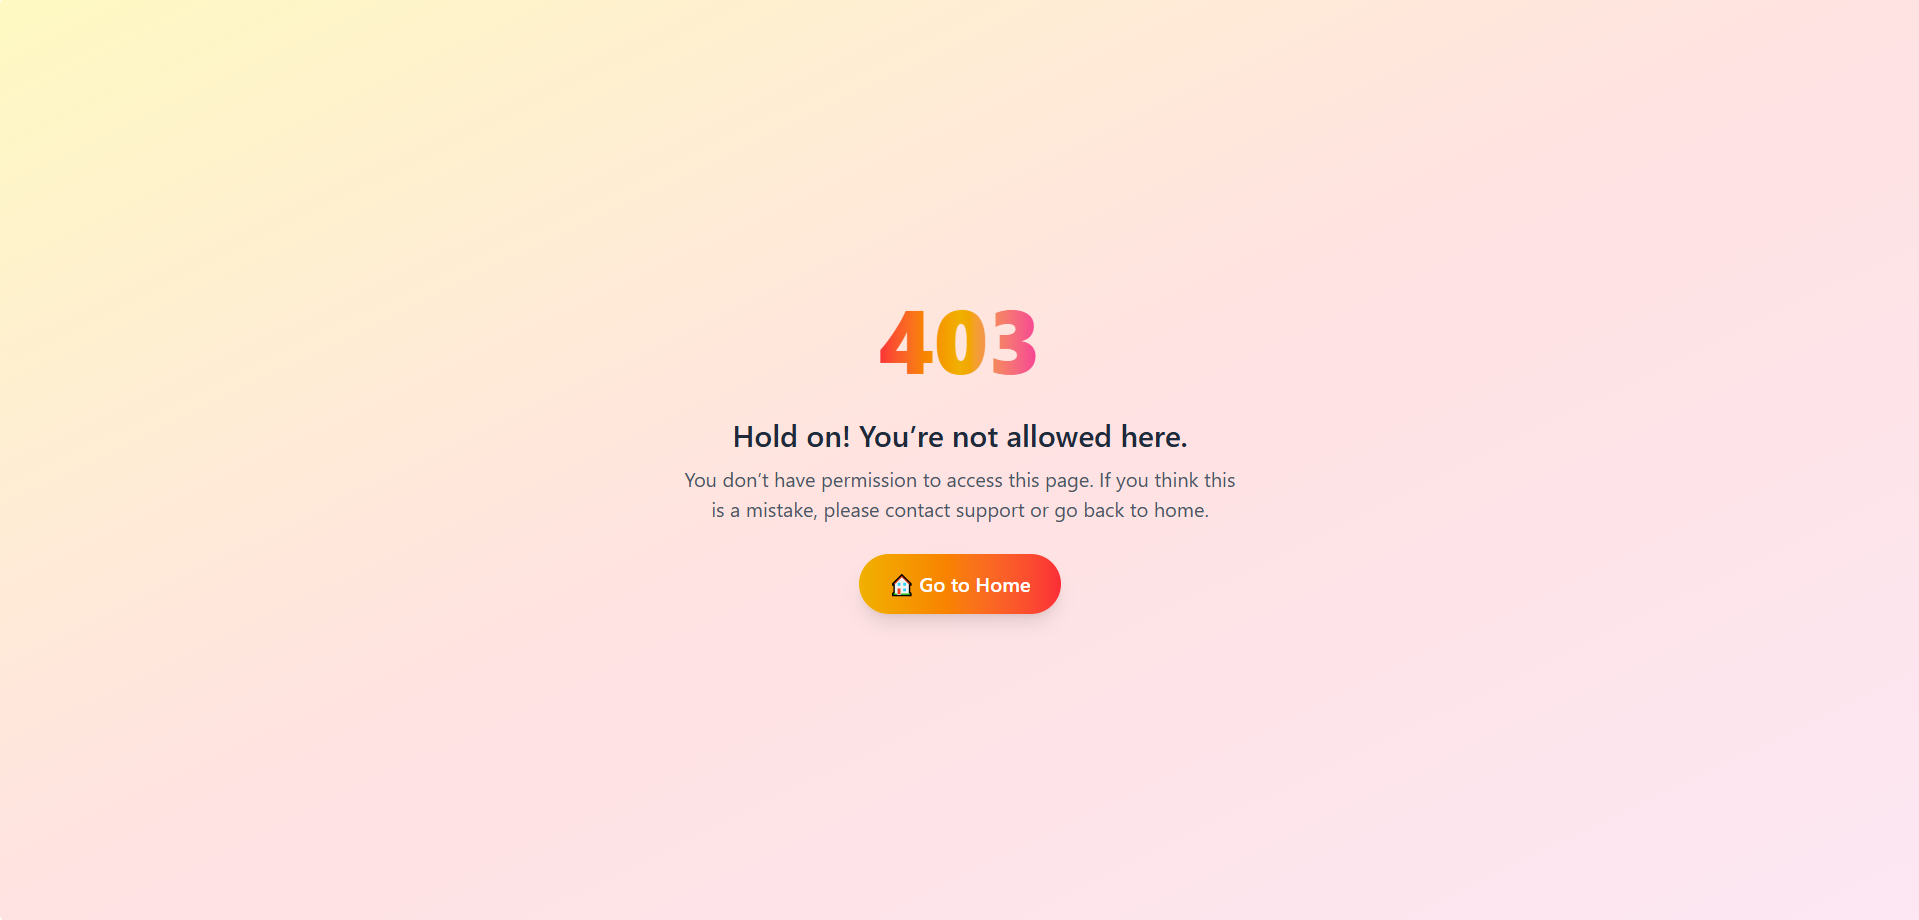 403
Hold on! You’re not allowed here.
You don’t have permission to access this page. If you think this
is a mistake, please contact support or go back to home.
🏠 Go to Home